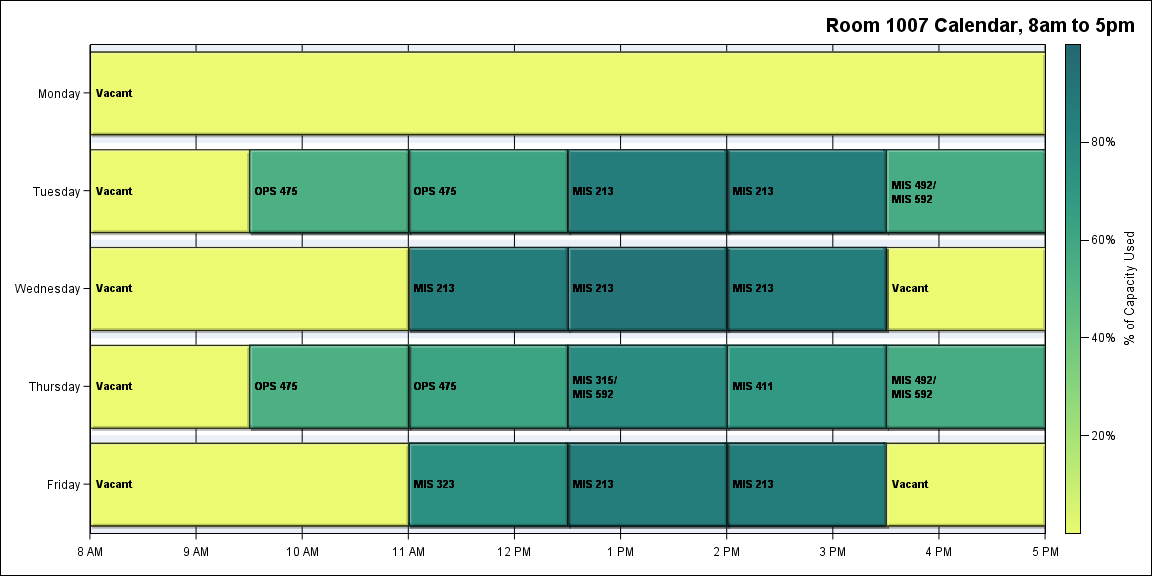 Room 1007 Calendar, 8am to 5pm
Monday
Vacant
Tuesday
Vacant
OPS 475
OPS 475
MIS 213
MIS 213
MIS 492/
MIS 592
Wednesday
Vacant
MIS 213
MIS 213
MIS 213
Vacant
Thursday
Vacant
OPS 475
OPS 475
MIS 315/
MIS 592
MIS 411
MIS 492/
MIS 592
Friday
Vacant
MIS 323
MIS 213
MIS 213
Vacant
8 AM
9 AM
10 AM
11 AM
12 PM
1 PM
2 PM
3 PM
4 PM
5 PM
80%
60%
40%
20%
% of Capacity Used